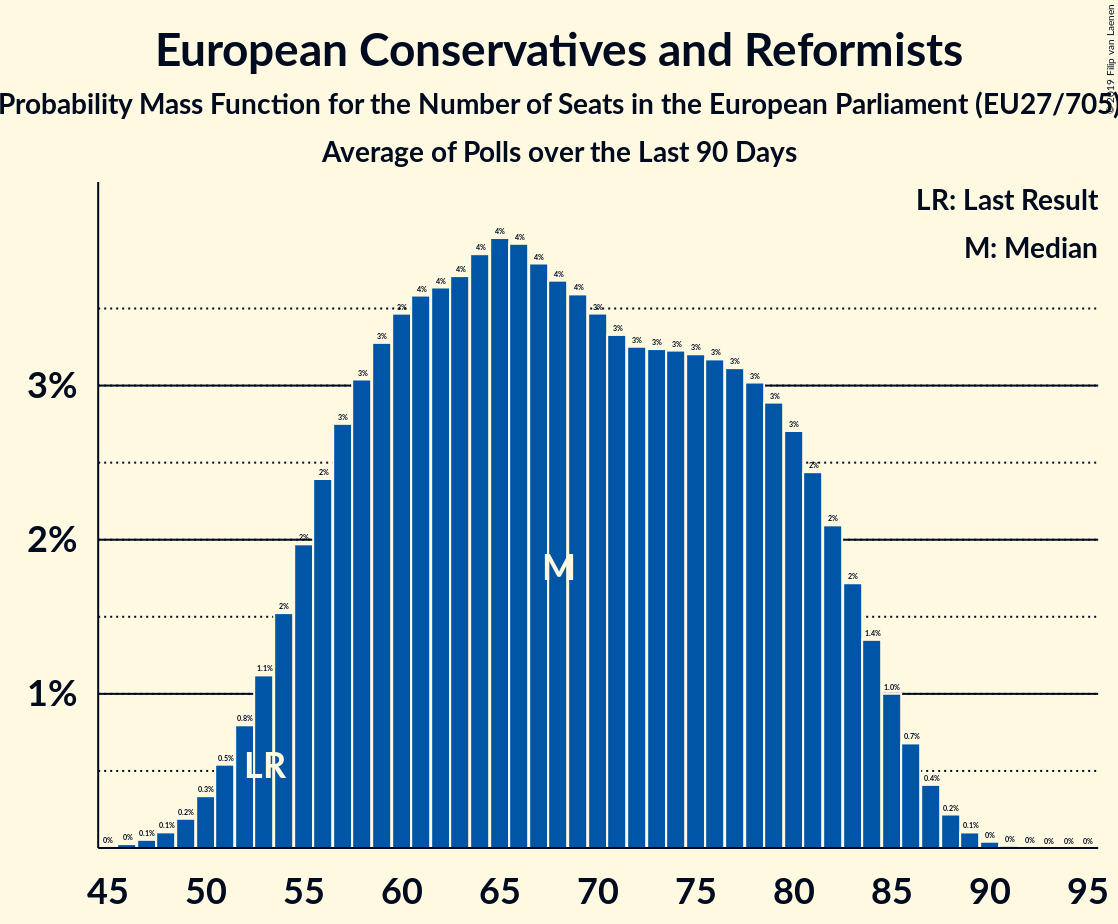 European Conservatives and Reformists
Probability Mass Function for the Number of Seats in the European Parliament (EU27/705)
Average of Polls over the Last 90 Days
© 2019 Filip van Laenen
LR: Last Result
M: Median
3%
2%
1%
0% 0% 0.1% 0.1% 0.2% 0.3% 0.5% 0.8% 1.1% 2% 2% 2% 3% 3% 3% 3% 4% 4% 4% 4% 4% 4% 4% 4% 4% 3% 3% 3% 3% 3% 3% 3% 3% 3% 3% 3% 2% 2% 2% 1.4% 1.0% 0.7% 0.4% 0.2% 0.1% 0% 0% 0% 0% 0% 0%
M
LR
45 50 55 60 65 70 75 80 85 90 95